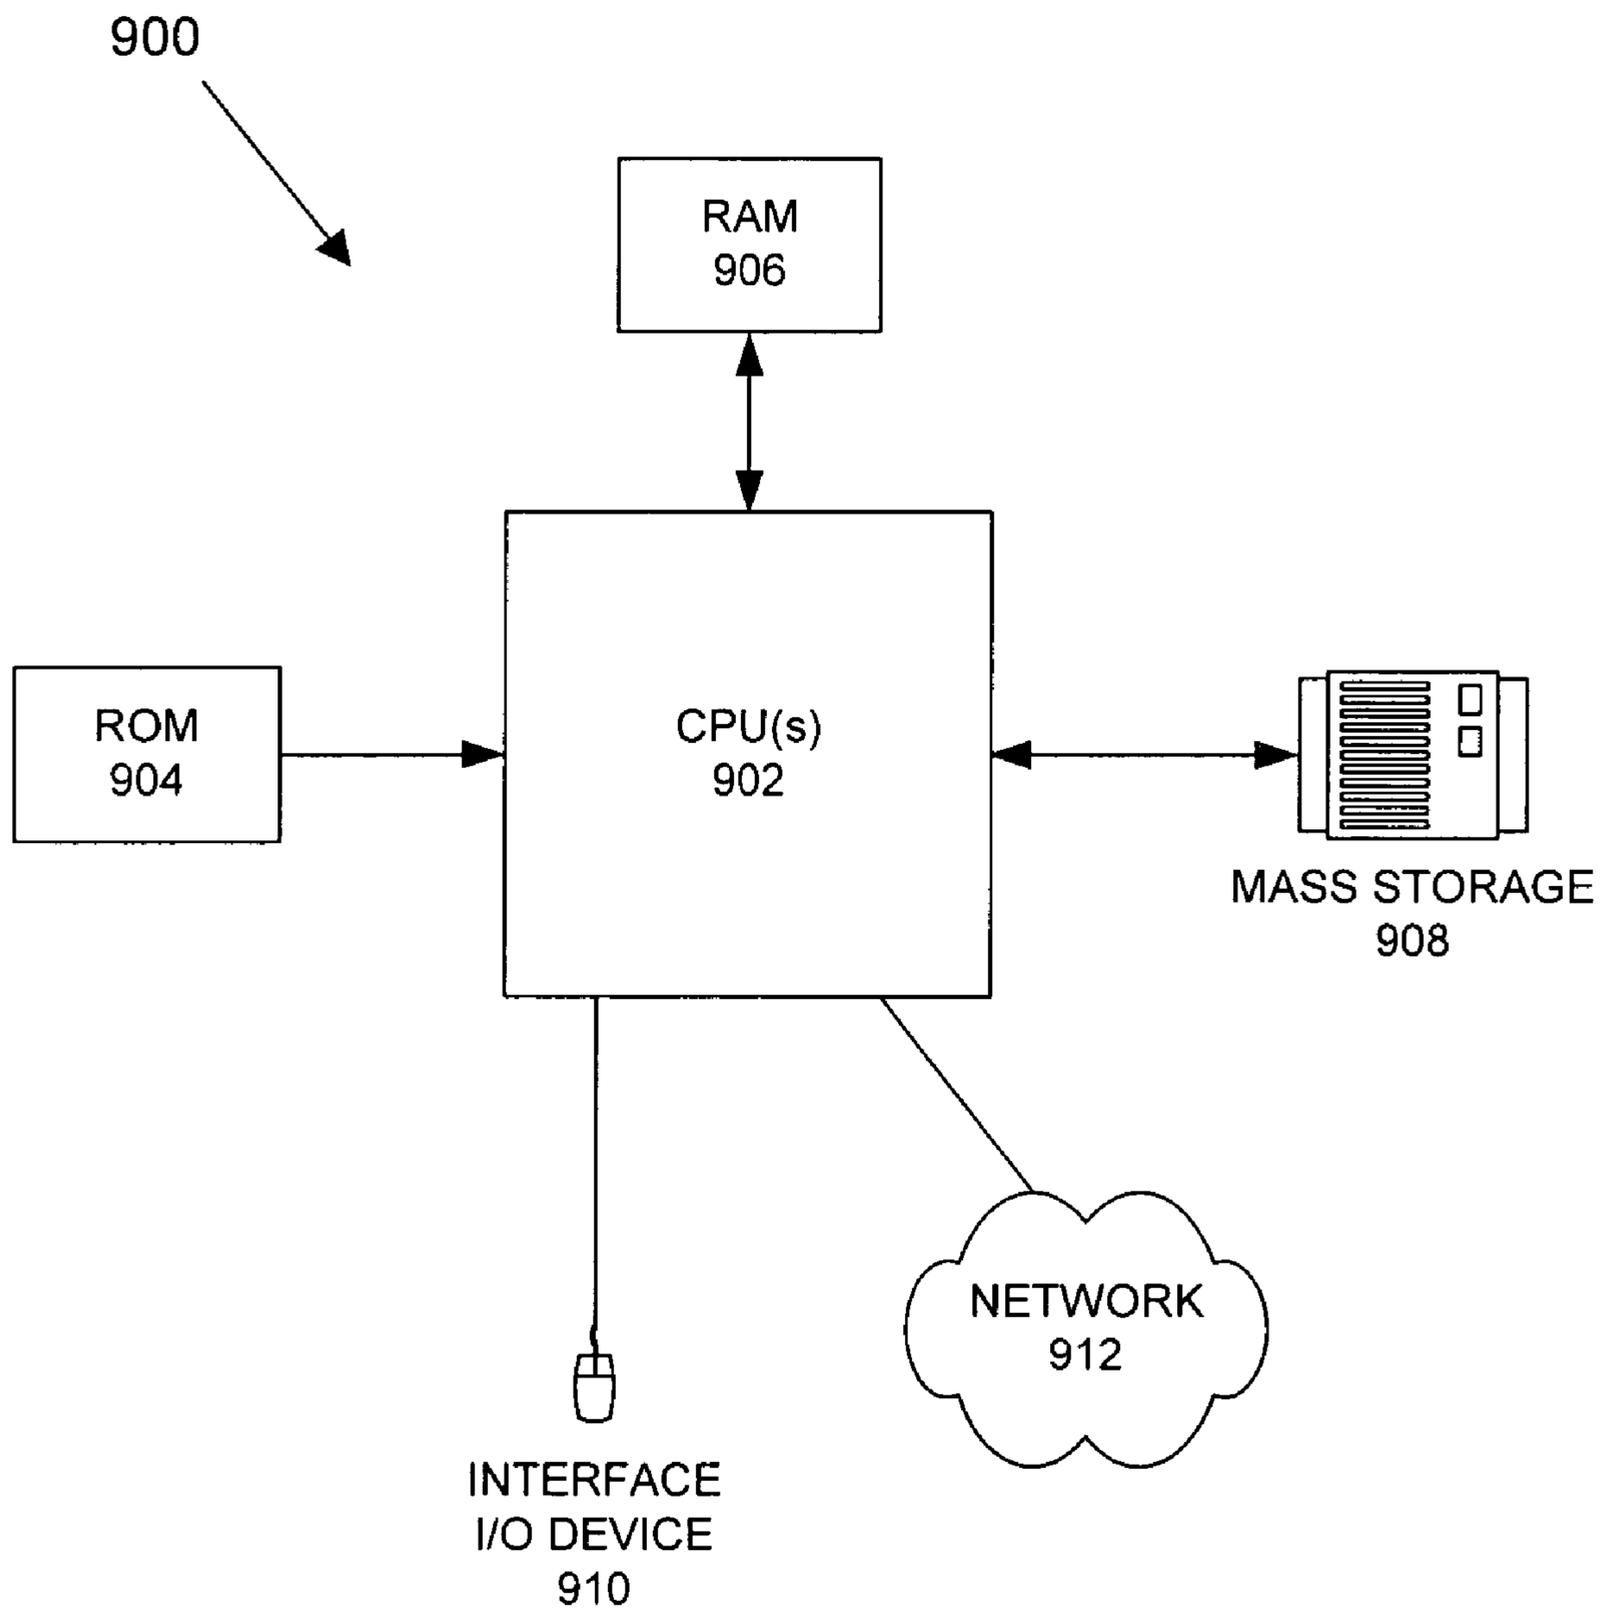 900
RAM
906
ROM
904
CPU(s)
902
MASS STORAGE
908
NETWORK
912
INTERFACE
I/O DEVICE
910